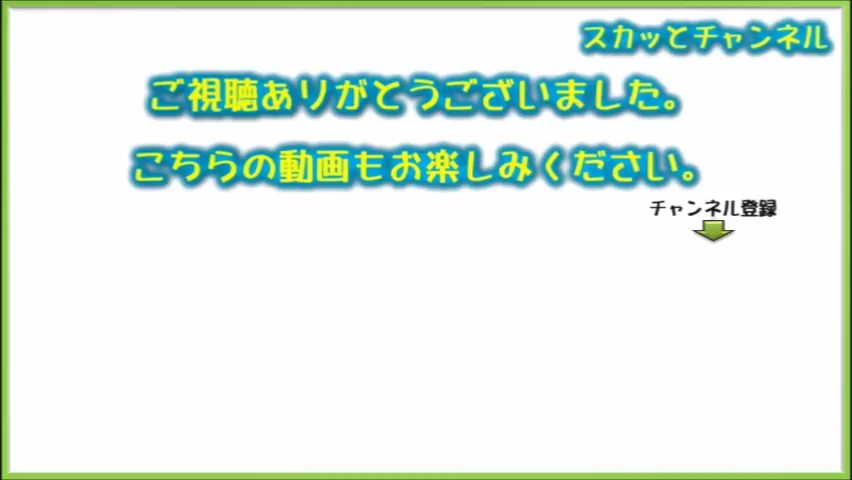 スカッとチャンネル
ご視聴ありがとうございました。
こちらの動画もお楽しみください。
チャンネル登録